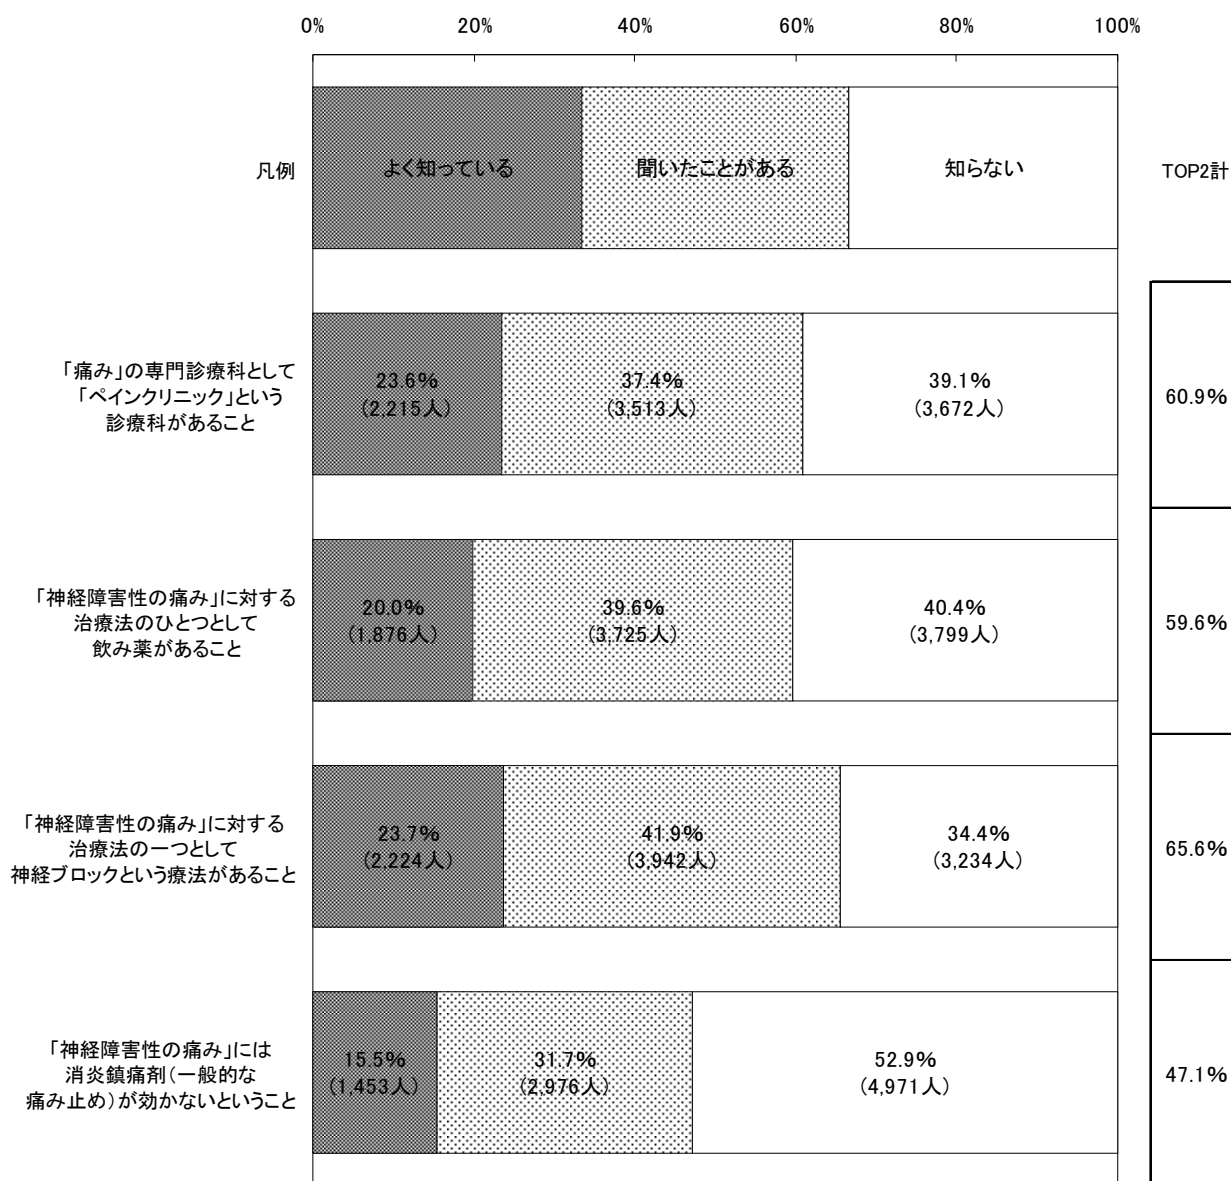 0%
20%
40%
60%
80%
100%
凡例
よく知っている
聞いたことがある
知らない
TOP2計
「痛み」の専門診療科として
「ペインクリニック」という
診療科があること
23.6%
(2,215人)
37.4%
(3,513人)
39.1%
(3,672人)
60.9%
「神経障害性の痛み」に対する
治療法のひとつとして
飲み薬があること
20.0%
(1,876人)
39.6%
(3,725人)
40.4%
(3,799人)
59.6%
「神経障害性の痛み」に対する
治療法の一つとして
神経ブロックという療法があること
23.7%
(2,224人)
41.9%
(3,942人)
34.4%
(3,234人)
65.6%
「神経障害性の痛み」には
消炎鎮痛剤(一般的な
痛み止め)が効かないということ
15.5%
(1,453人)
31.7%
(2,976人)
52.9%
(4,971人)
47.1%